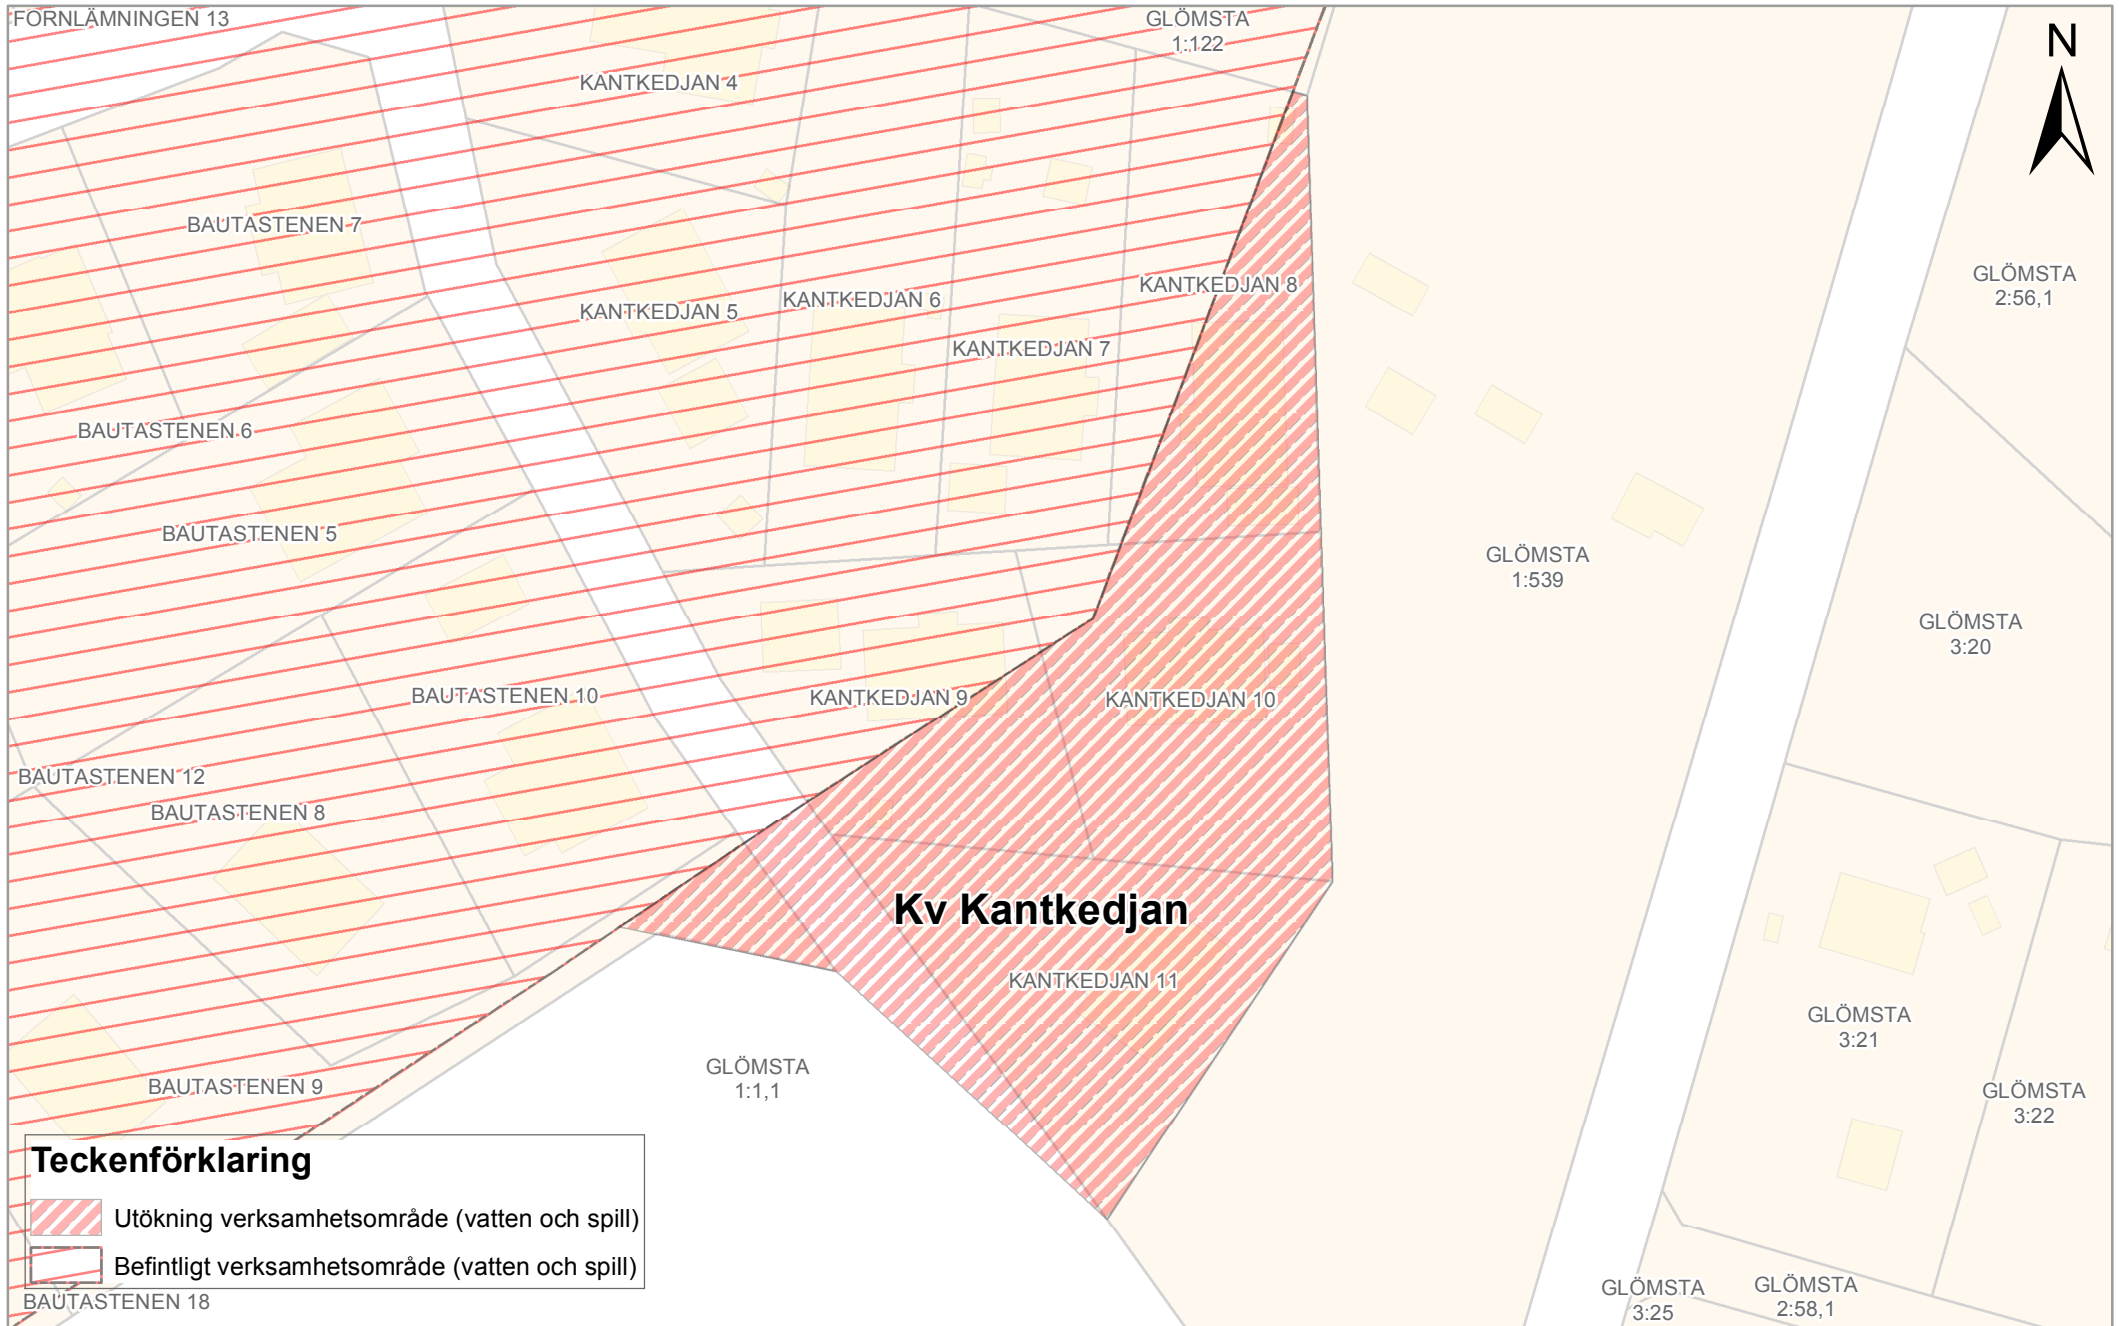 FORNLÄMNINGEN 13
GLÖMSTA
1:122
N
KANTKEDJAN 4
BAUTASTENEN 7
KANTKEDJAN 5
KANTKEDJAN 6
KANTKEDJAN 8
GLÖMSTA
2:56,1
KANTKEDJAN 7
BAUTASTENEN 6
BAUTASTENEN 5
GLÖMSTA
1:539
GLÖMSTA
3:20
BAUTASTENEN 10
KANTKEDJAN 9
KANTKEDJAN 10
BAUTASTENEN 12
BAUTASTENEN 8
Kv Kantkedjan
KANTKEDJAN 11
GLÖMSTA
3:21
GLÖMSTA
1:1,1
BAUTASTENEN 9
GLÖMSTA
3:22
Teckenförklaring
Utökning verksamhetsområde (vatten och spill)
Befintligt verksamhetsområde (vatten och spill)
BAUTASTENEN 18
GLÖMSTA
3:25
GLÖMSTA
2:58,1